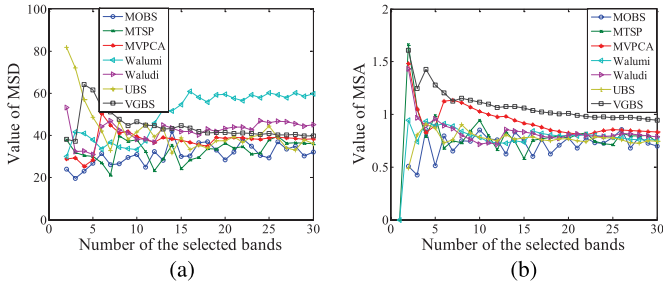 100
80
60
40
20
0
0 5 10 15 20 25 30
Value of MSD
Number of the selected bands
MOBS
MTSP
MVPCA
Walumi
Waludi
UBS
VGBS
(a)
2
1.5
1
0.5
0
0 5 10 15 20 25 30
Value of MSA
Number of the selected bands
MOBS
MTSP
MVPCA
Walumi
Waludi
UBS
VGBS
(b)